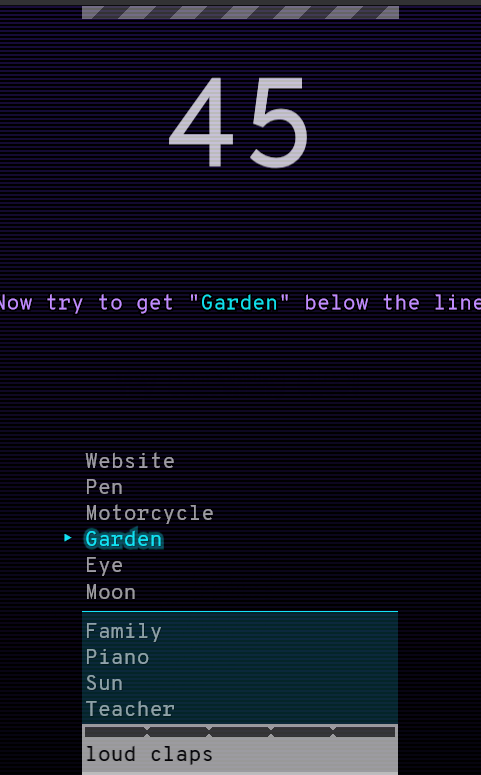 45
Now try to get "Garden" below the line
Website
Pen
Motorcycle
Garden
Eye
Moon
Family
Piano
Sun
Teacher
loud claps